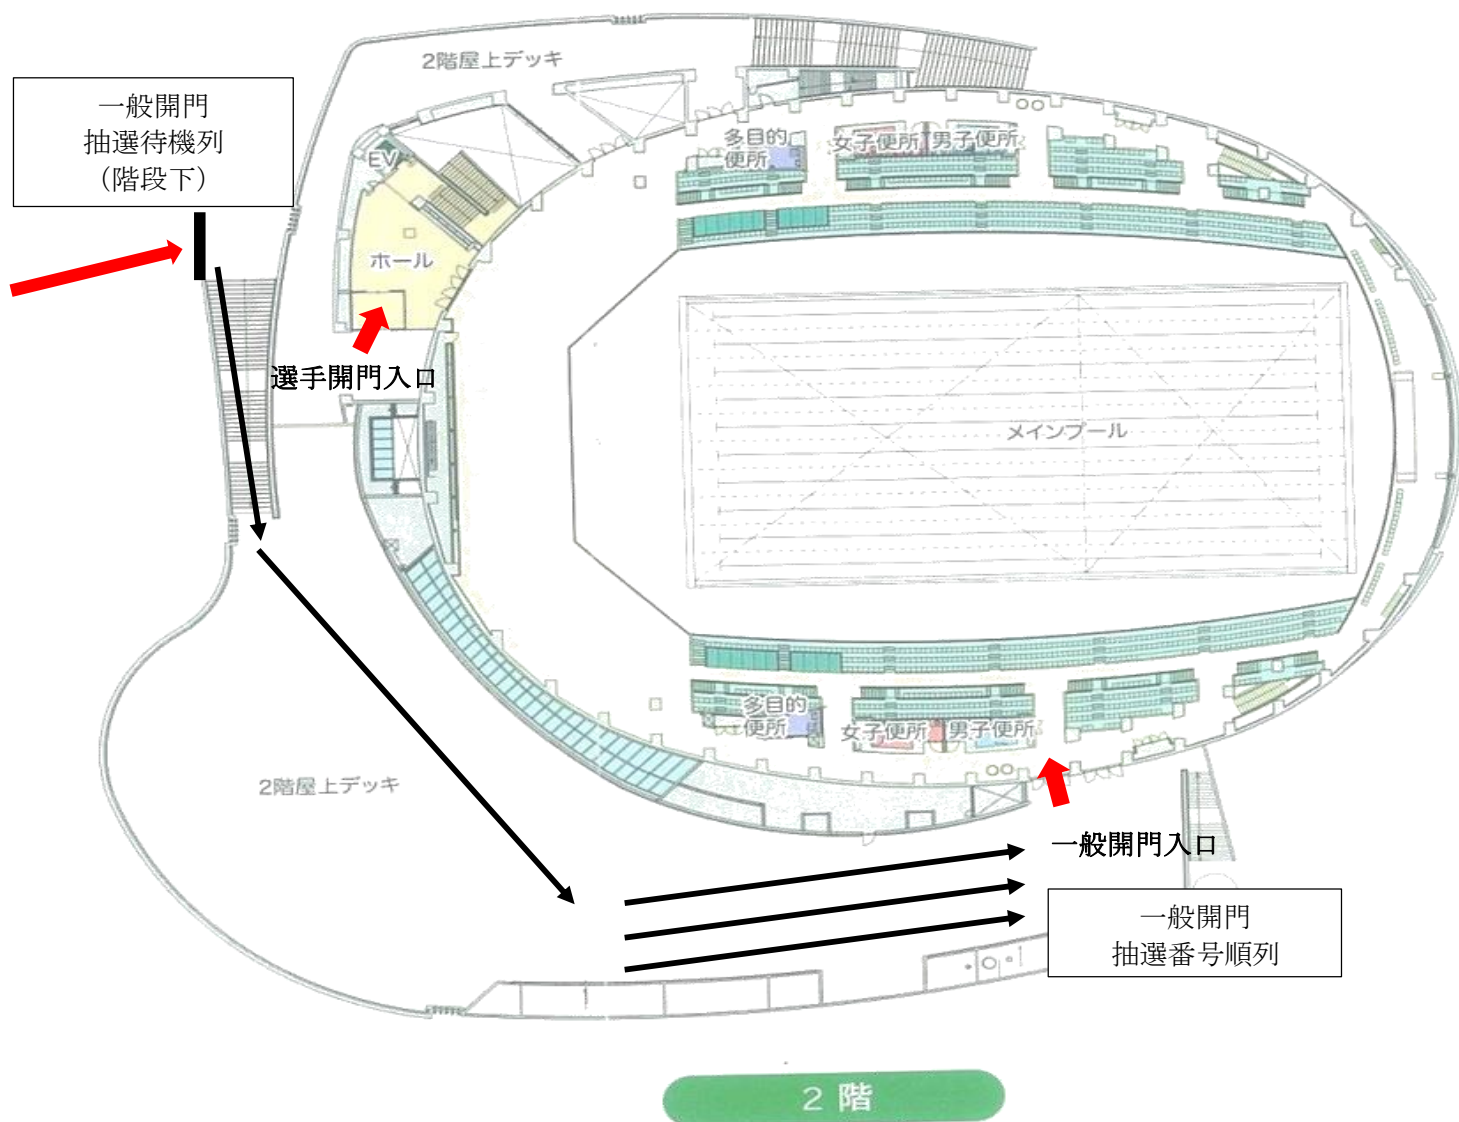 2階屋上デッキ
一般開門
抽選待機列
（階段下）
EV
多目的
便所
女子便所
男子便所
ホール
選手開門入口
メインプール
多目的
便所
女子便所
男子便所
2階屋上デッキ
一般開門入口
一般開門
抽選番号順列
2 階